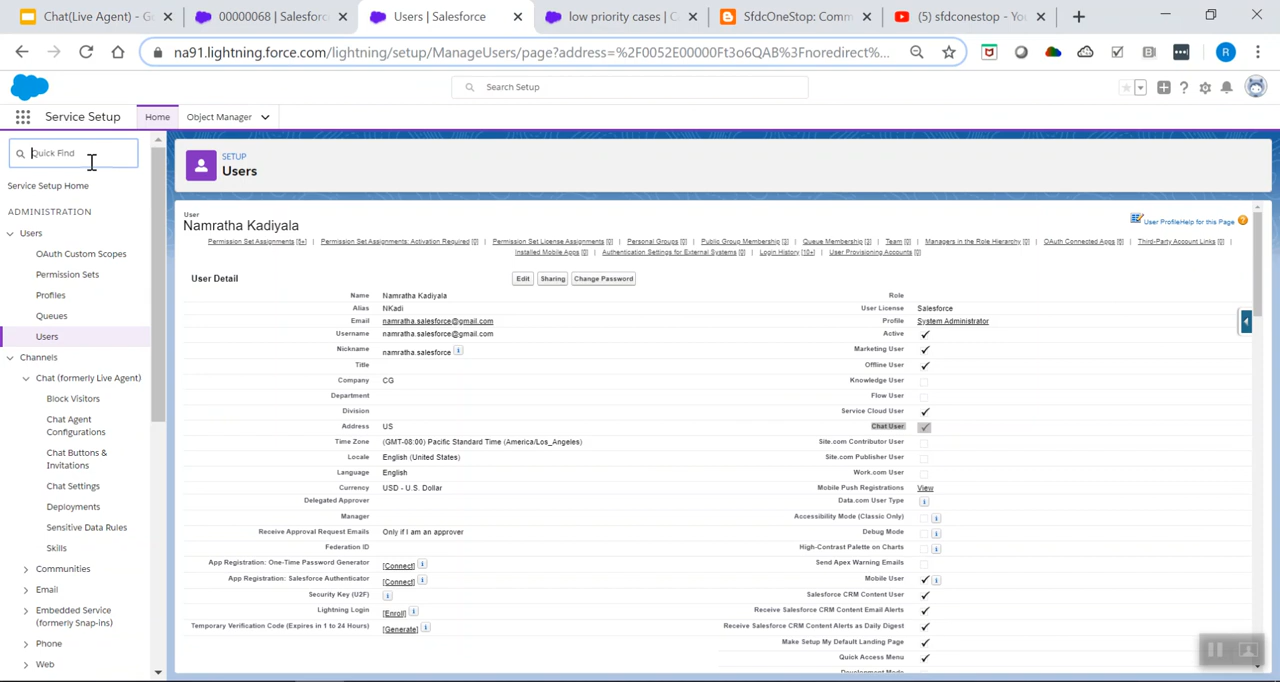 Chat(Live Agent) - G
00000068 | Salesforce
Users | Salesforce
low priority cases | C
SfdcOneStop: Comm
(5) sfdconestop - Yo
na91.lightning.force.com/lightning/setup/ManageUsers/page?address=%2F0052E00000Ft3o6QAB%3Fnoredirect%...
R
Search Setup
Service Setup
Home
Object Manager
Quick Find
Service Setup Home
ADMINISTRATION
Users
OAuth Custom Scopes
Permission Sets
Profiles
Queues
Users
Channels
Chat (formerly Live Agent)
Block Visitors
Chat Agent
Configurations
Chat Buttons &
Invitations
Chat Settings
Deployments
Sensitive Data Rules
Skills
Communities
Email
Embedded Service
(formerly Snap-ins)
Phone
Web
SETUP
Users
User
Namratha Kadiyala
User Profile Help for this Page
Permission Set Assignments [5+] | Permission Set Assignments: Activation Required [0] | Permission Set License Assignments [0] | Personal Groups [0] | Public Group Membership [3] | Queue Membership [3] | Team [0] | Managers in the Role Hierarchy [0] | OAuth Connected Apps [0] | Third-Party Account Links [0] |
Installed Mobile Apps [0] | Authentication Settings for External Systems [0] | Login History [10+] | User Provisioning Accounts [0]
User Detail
Edit Sharing Change Password
Name Namratha Kadiyala
Alias NKadi
Email namratha.salesforce@gmail.com
Username namratha.salesforce@gmail.com
Nickname namratha.salesforce
Title
Company CG
Department
Division
Address US
Time Zone (GMT-08:00) Pacific Standard Time (America/Los_Angeles)
Locale English (United States)
Language English
Currency USD - U.S. Dollar
Delegated Approver
Manager
Receive Approval Request Emails Only if I am an approver
Federation ID
App Registration: One-Time Password Generator [Connect]
App Registration: Salesforce Authenticator [Connect]
Security Key (U2F)
Lightning Login [Enroll]
Temporary Verification Code (Expires in 1 to 24 Hours) [Generate]
Role
User License Salesforce
Profile System Administrator
Active
Marketing User
Offline User
Knowledge User
Flow User
Service Cloud User
Chat User
Site.com Contributor User
Site.com Publisher User
Work.com User
Mobile Push Registrations View
Data.com User Type
Accessibility Mode (Classic Only)
Debug Mode
High-Contrast Palette on Charts
Send Apex Warning Emails
Mobile User
Salesforce CRM Content User
Receive Salesforce CRM Content Email Alerts
Receive Salesforce CRM Content Alerts as Daily Digest
Make Setup My Default Landing Page
Quick Access Menu
Development Mode